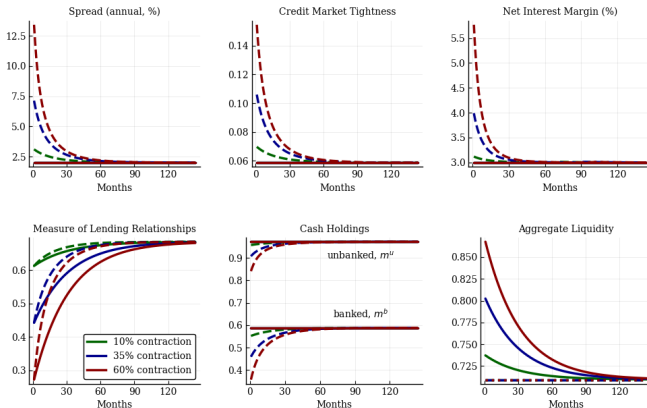 Spread (annual, %)
12.5
10.0
7.5
5.0
2.5
0 30 60 90 120
Months
Credit Market Tightness
0.14
0.12
0.10
0.08
0.06
0 30 60 90 120
Months
Net Interest Margin (%)
5.5
5.0
4.5
4.0
3.5
3.0
0 30 60 90 120
Months
Measure of Lending Relationships
0.6
0.5
0.4
0.3
10% contraction
35% contraction
60% contraction
0 30 60 90 120
Months
Cash Holdings
0.9
0.8
0.7
0.6
0.5
0.4
unbanked, mᵘ
banked, mᵇ
0 30 60 90 120
Months
Aggregate Liquidity
0.850
0.825
0.800
0.775
0.750
0.725
0 30 60 90 120
Months